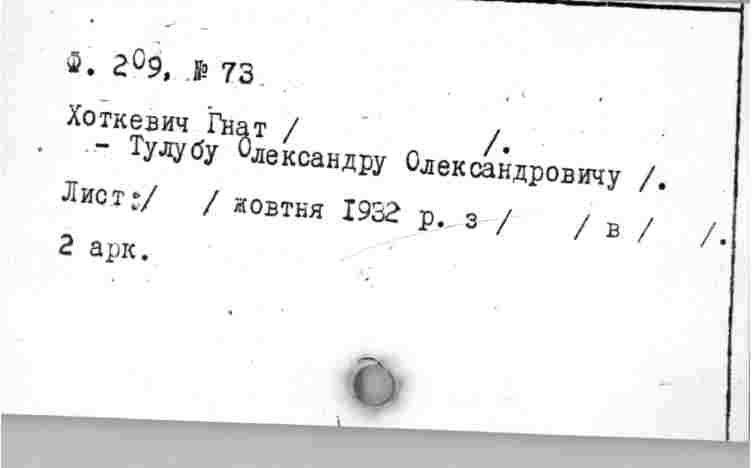 Ф. 209, № 73
Хоткевич Гнат /                /.
- Тулубу Олександру Олександровичу /.
Лист:/   / жовтня 1932 р. з /    / в /    /.
2 арк.